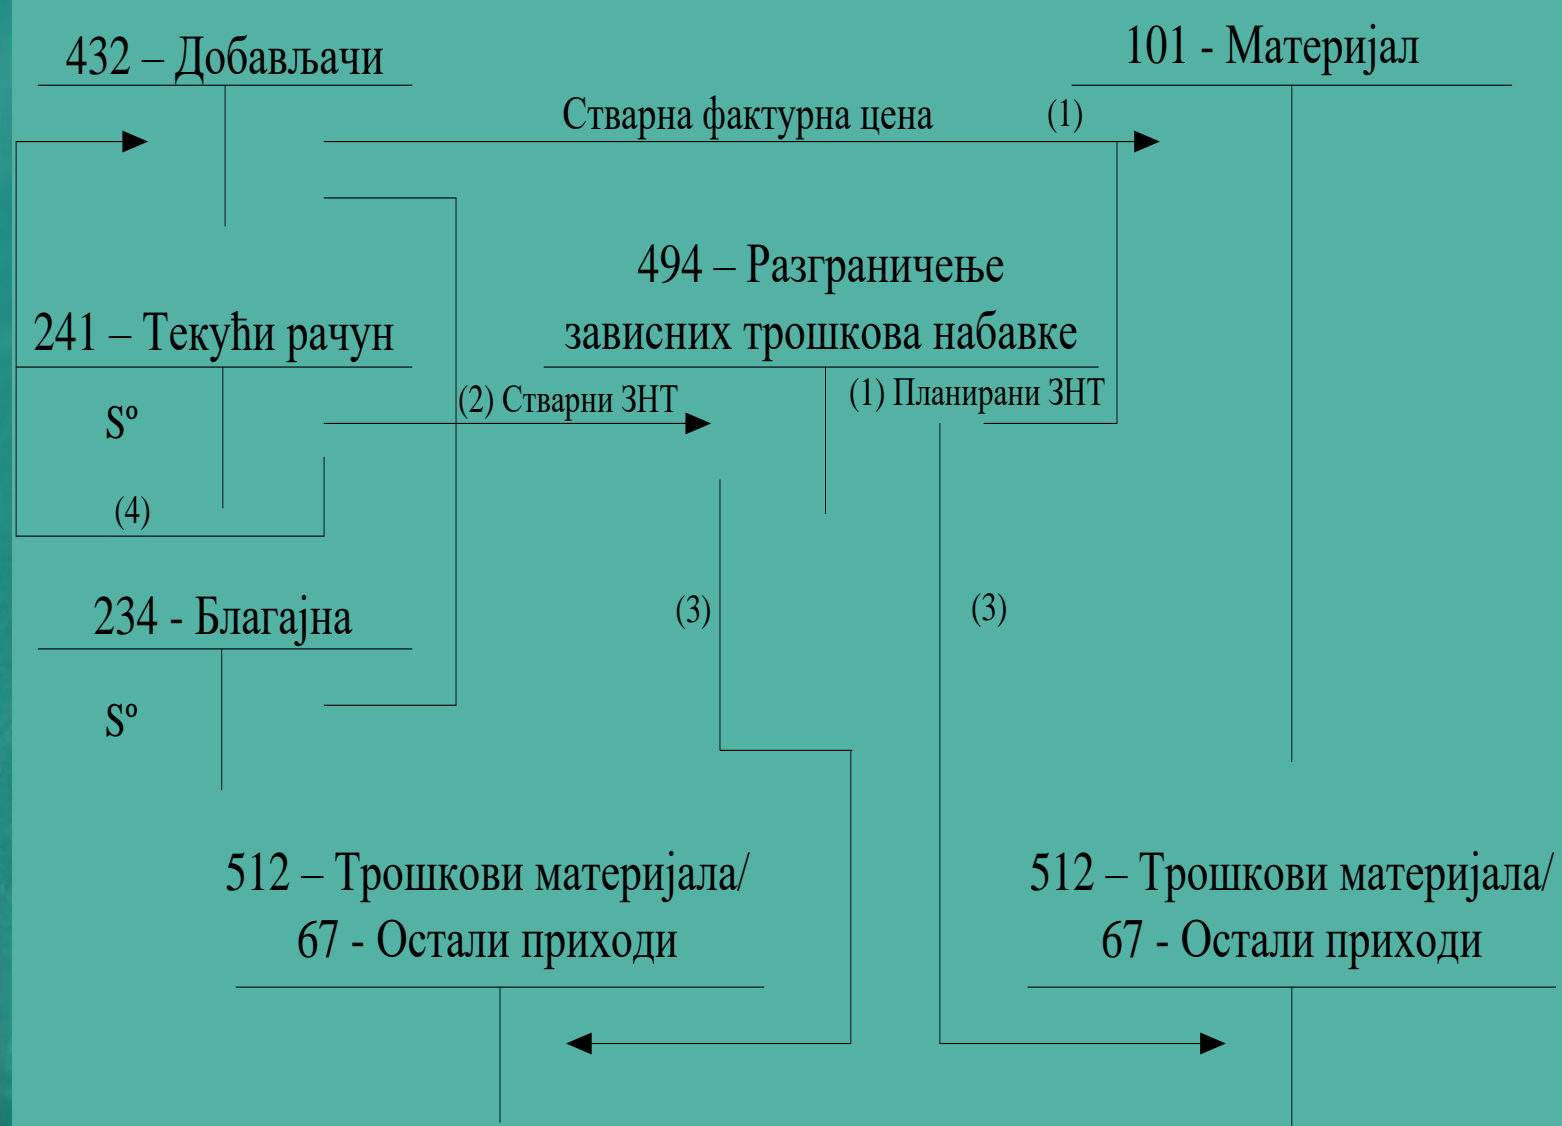 432 – Добављачи
101 - Материјал
Стварна фактурна цена
(1)
494 – Разграничење
зависних трошкова набавке
241 – Текући рачун
(2) Стварни ЗНТ
(1) Планирани ЗНТ
Sº
(4)
234 - Благајна
(3)
(3)
Sº
512 – Трошкови материјала/
67 - Остали приходи
512 – Трошкови материјала/
67 - Остали приходи